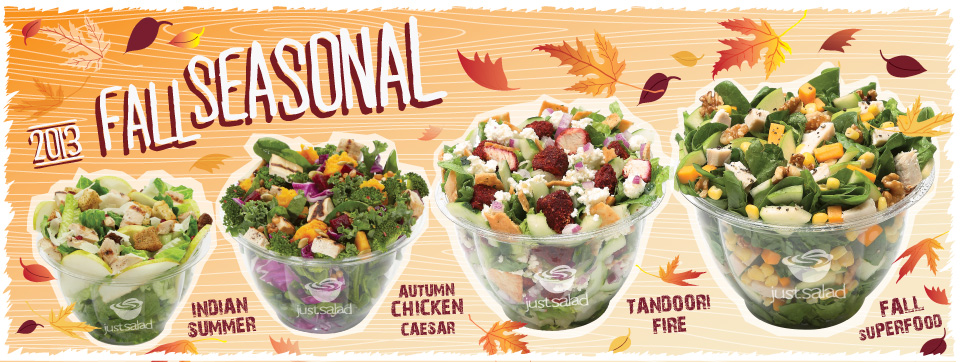 2013
FALL SEASONAL
justsalad
INDIAN
SUMMER
justsalad
AUTUMN
CHICKEN
CAESAR
justsalad
TANDOORI
FIRE
justsalad
FALL
SUPERFOOD